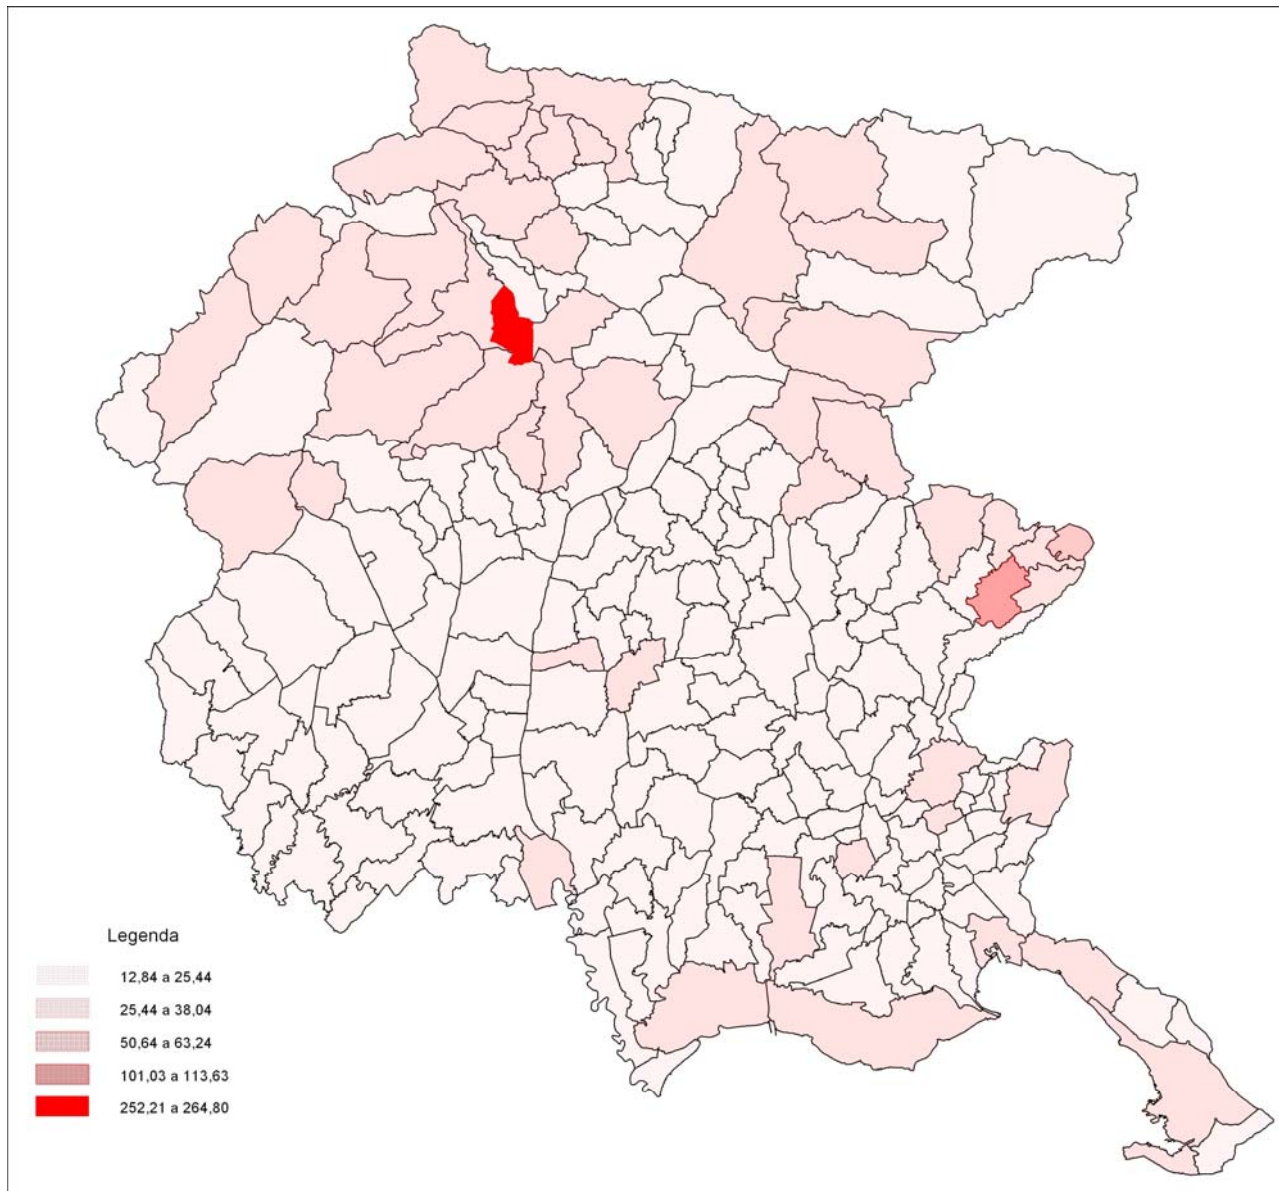 Legenda
12,84 a 25,44
25,44 a 38,04
50,64 a 63,24
101,03 a 113,63
252,21 a 264,80